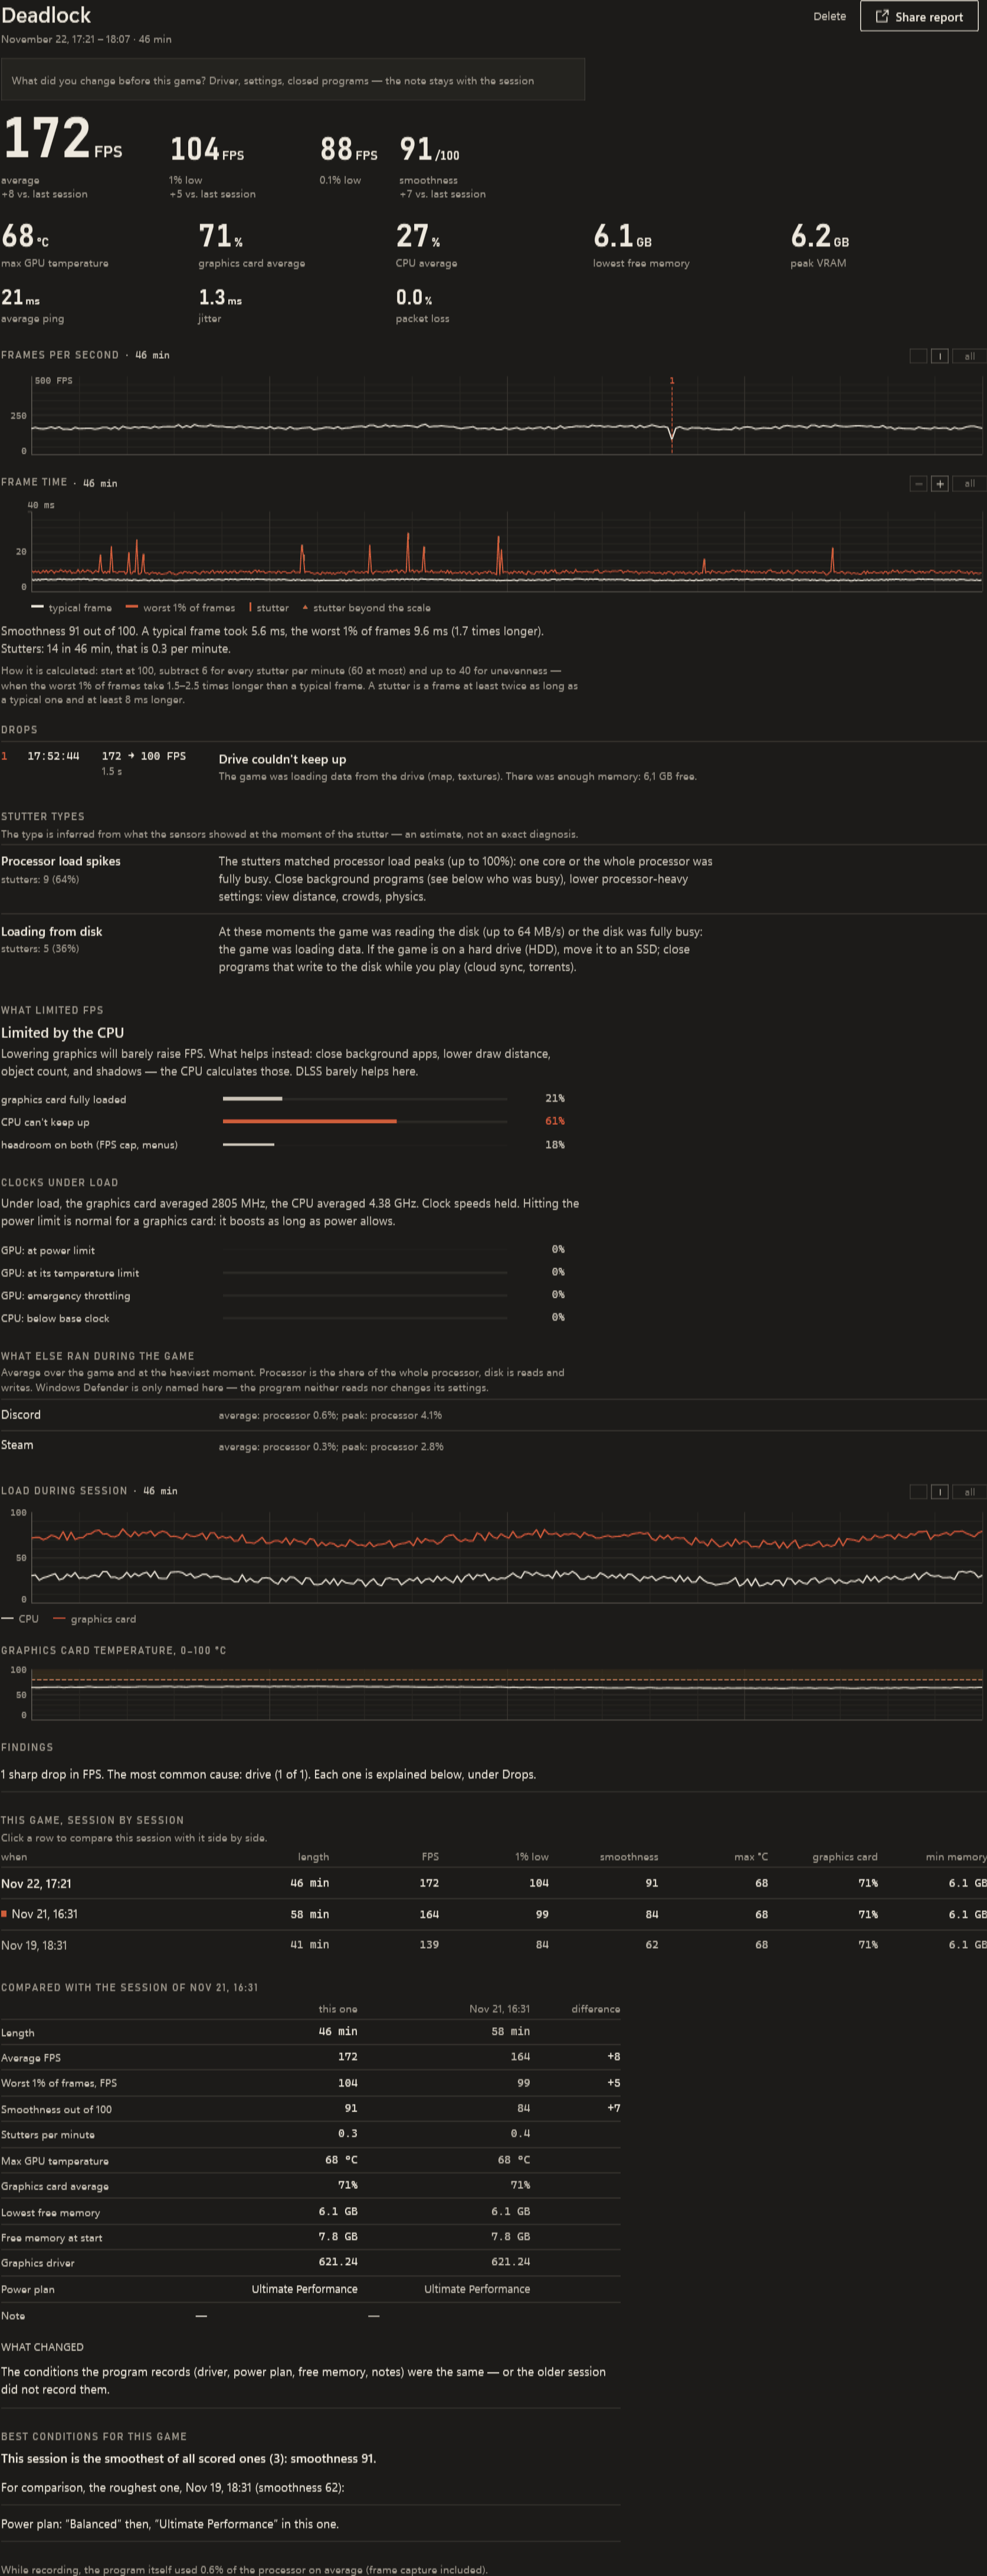 Deadlock
Delete
Share report
November 22, 17:21 – 18:07 · 46 min
What did you change before this game? Driver, settings, closed programs — the note stays with the session
172 FPS
104 FPS
88 FPS
91 /100
average
1% low
0.1% low
smoothness
+8 vs. last session
+5 vs. last session
+7 vs. last session
68 °C
71 %
27 %
6.1 GB
6.2 GB
max GPU temperature
graphics card average
CPU average
lowest free memory
peak VRAM
21 ms
1.3 ms
0.0 %
average ping
jitter
packet loss
FRAMES PER SECOND · 46 min
all
500 FPS
1
250
0
FRAME TIME · 46 min
− + all
40 ms
20
0
typical frame
worst 1% of frames
stutter
stutter beyond the scale
Smoothness 91 out of 100. A typical frame took 5.6 ms, the worst 1% of frames 9.6 ms (1.7 times longer).
Stutters: 14 in 46 min, that is 0.3 per minute.
How it is calculated: start at 100, subtract 6 for every stutter per minute (60 at most) and up to 40 for unevenness —
when the worst 1% of frames take 1.5–2.5 times longer than a typical frame. A stutter is a frame at least twice as long as
a typical one and at least 8 ms longer.
DROPS
1 17:52:44 172 → 100 FPS Drive couldn't keep up
1.5 s The game was loading data from the drive (map, textures). There was enough memory: 6,1 GB free.
STUTTER TYPES
The type is inferred from what the sensors showed at the moment of the stutter — an estimate, not an exact diagnosis.
Processor load spikes
stutters: 9 (64%)
The stutters matched processor load peaks (up to 100%): one core or the whole processor was
fully busy. Close background programs (see below who was busy), lower processor-heavy
settings: view distance, crowds, physics.
Loading from disk
stutters: 5 (36%)
At these moments the game was reading the disk (up to 64 MB/s) or the disk was fully busy:
the game was loading data. If the game is on a hard drive (HDD), move it to an SSD; close
programs that write to the disk while you play (cloud sync, torrents).
WHAT LIMITED FPS
Limited by the CPU
Lowering graphics will barely raise FPS. What helps instead: close background apps, lower draw distance,
object count, and shadows — the CPU calculates those. DLSS barely helps here.
graphics card fully loaded 21%
CPU can't keep up 61%
headroom on both (FPS cap, menus) 18%
CLOCKS UNDER LOAD
Under load, the graphics card averaged 2805 MHz, the CPU averaged 4.38 GHz. Clock speeds held. Hitting the
power limit is normal for a graphics card: it boosts as long as power allows.
GPU: at power limit 0%
GPU: at its temperature limit 0%
GPU: emergency throttling 0%
CPU: below base clock 0%
WHAT ELSE RAN DURING THE GAME
Average over the game and at the heaviest moment. Processor is the share of the whole processor, disk is reads and
writes. Windows Defender is only named here — the program neither reads nor changes its settings.
Discord average: processor 0.6%; peak: processor 4.1%
Steam average: processor 0.3%; peak: processor 2.8%
LOAD DURING SESSION · 46 min
all
100
50
0
CPU
graphics card
GRAPHICS CARD TEMPERATURE, 0–100 °C
100
50
0
FINDINGS
1 sharp drop in FPS. The most common cause: drive (1 of 1). Each one is explained below, under Drops.
THIS GAME, SESSION BY SESSION
Click a row to compare this session with it side by side.
when length FPS 1% low smoothness max °C graphics card min memory
Nov 22, 17:21 46 min 172 104 91 68 71% 6.1 GB
Nov 21, 16:31 58 min 164 99 84 68 71% 6.1 GB
Nov 19, 18:31 41 min 139 84 62 68 71% 6.1 GB
COMPARED WITH THE SESSION OF NOV 21, 16:31
this one Nov 21, 16:31 difference
Length 46 min 58 min
Average FPS 172 164 +8
Worst 1% of frames, FPS 104 99 +5
Smoothness out of 100 91 84 +7
Stutters per minute 0.3 0.4
Max GPU temperature 68 °C 68 °C
Graphics card average 71% 71%
Lowest free memory 6.1 GB 6.1 GB
Free memory at start 7.8 GB 7.8 GB
Graphics driver 621.24 621.24
Power plan Ultimate Performance Ultimate Performance
Note — —
WHAT CHANGED
The conditions the program records (driver, power plan, free memory, notes) were the same — or the older session
did not record them.
BEST CONDITIONS FOR THIS GAME
This session is the smoothest of all scored ones (3): smoothness 91.
For comparison, the roughest one, Nov 19, 18:31 (smoothness 62):
Power plan: "Balanced" then, "Ultimate Performance" in this one.
While recording, the program itself used 0.6% of the processor on average (frame capture included).